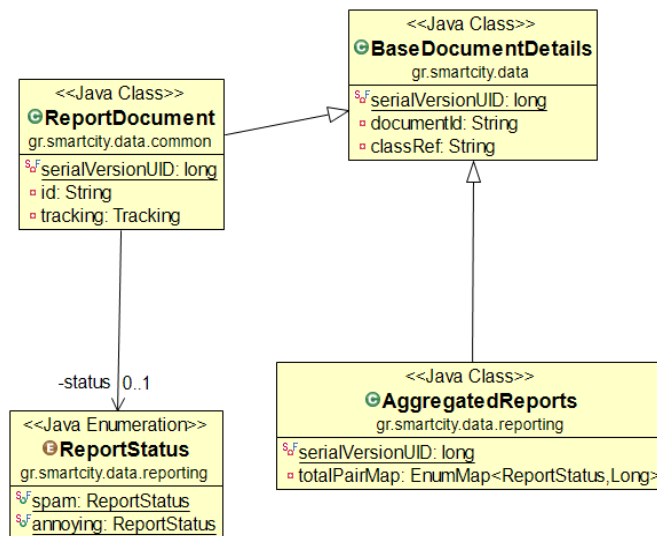 <<Java Class>>
BaseDocumentDetails
gr.smartcity.data
serialVersionUID: long
documentId: String
classRef: String
<<Java Class>>
ReportDocument
gr.smartcity.data.common
serialVersionUID: long
id: String
tracking: Tracking
-status 0..1
<<Java Class>>
AggregatedReports
gr.smartcity.data.reporting
serialVersionUID: long
totalPairMap: EnumMap<ReportStatus,Long>
<<Java Enumeration>>
ReportStatus
gr.smartcity.data.reporting
spam: ReportStatus
annoying: ReportStatus